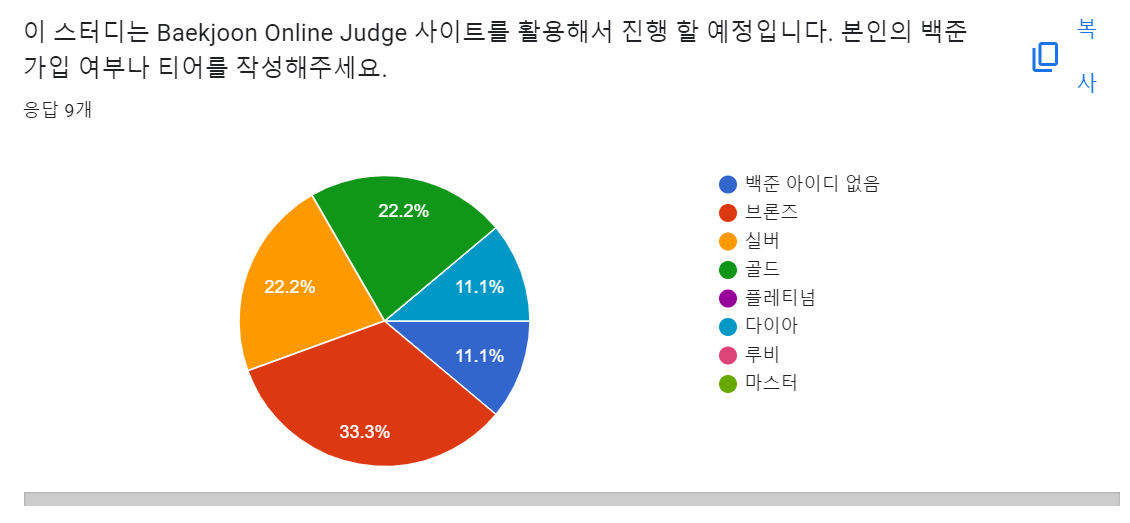 이 스터디는 Baekjoon Online Judge 사이트를 활용해서 진행 할 예정입니다. 본인의 백준
가입 여부나 티어를 작성해주세요.
복
사
응답 9개
22.2%
22.2%
11.1%
11.1%
33.3%
백준 아이디 없음
브론즈
실버
골드
플레티넘
다이아
루비
마스터